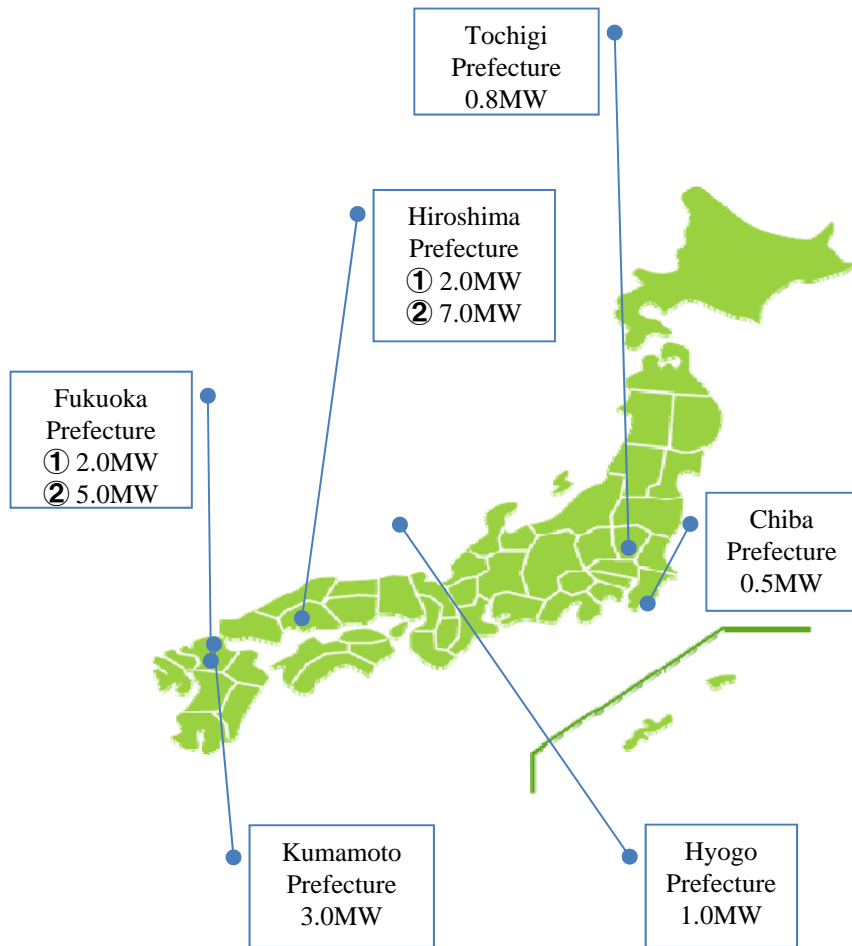 Tochigi
Prefecture
0.8MW
Hiroshima
Prefecture
① 2.0MW
② 7.0MW
Fukuoka
Prefecture
① 2.0MW
② 5.0MW
Chiba
Prefecture
0.5MW
Kumamoto
Prefecture
3.0MW
Hyogo
Prefecture
1.0MW